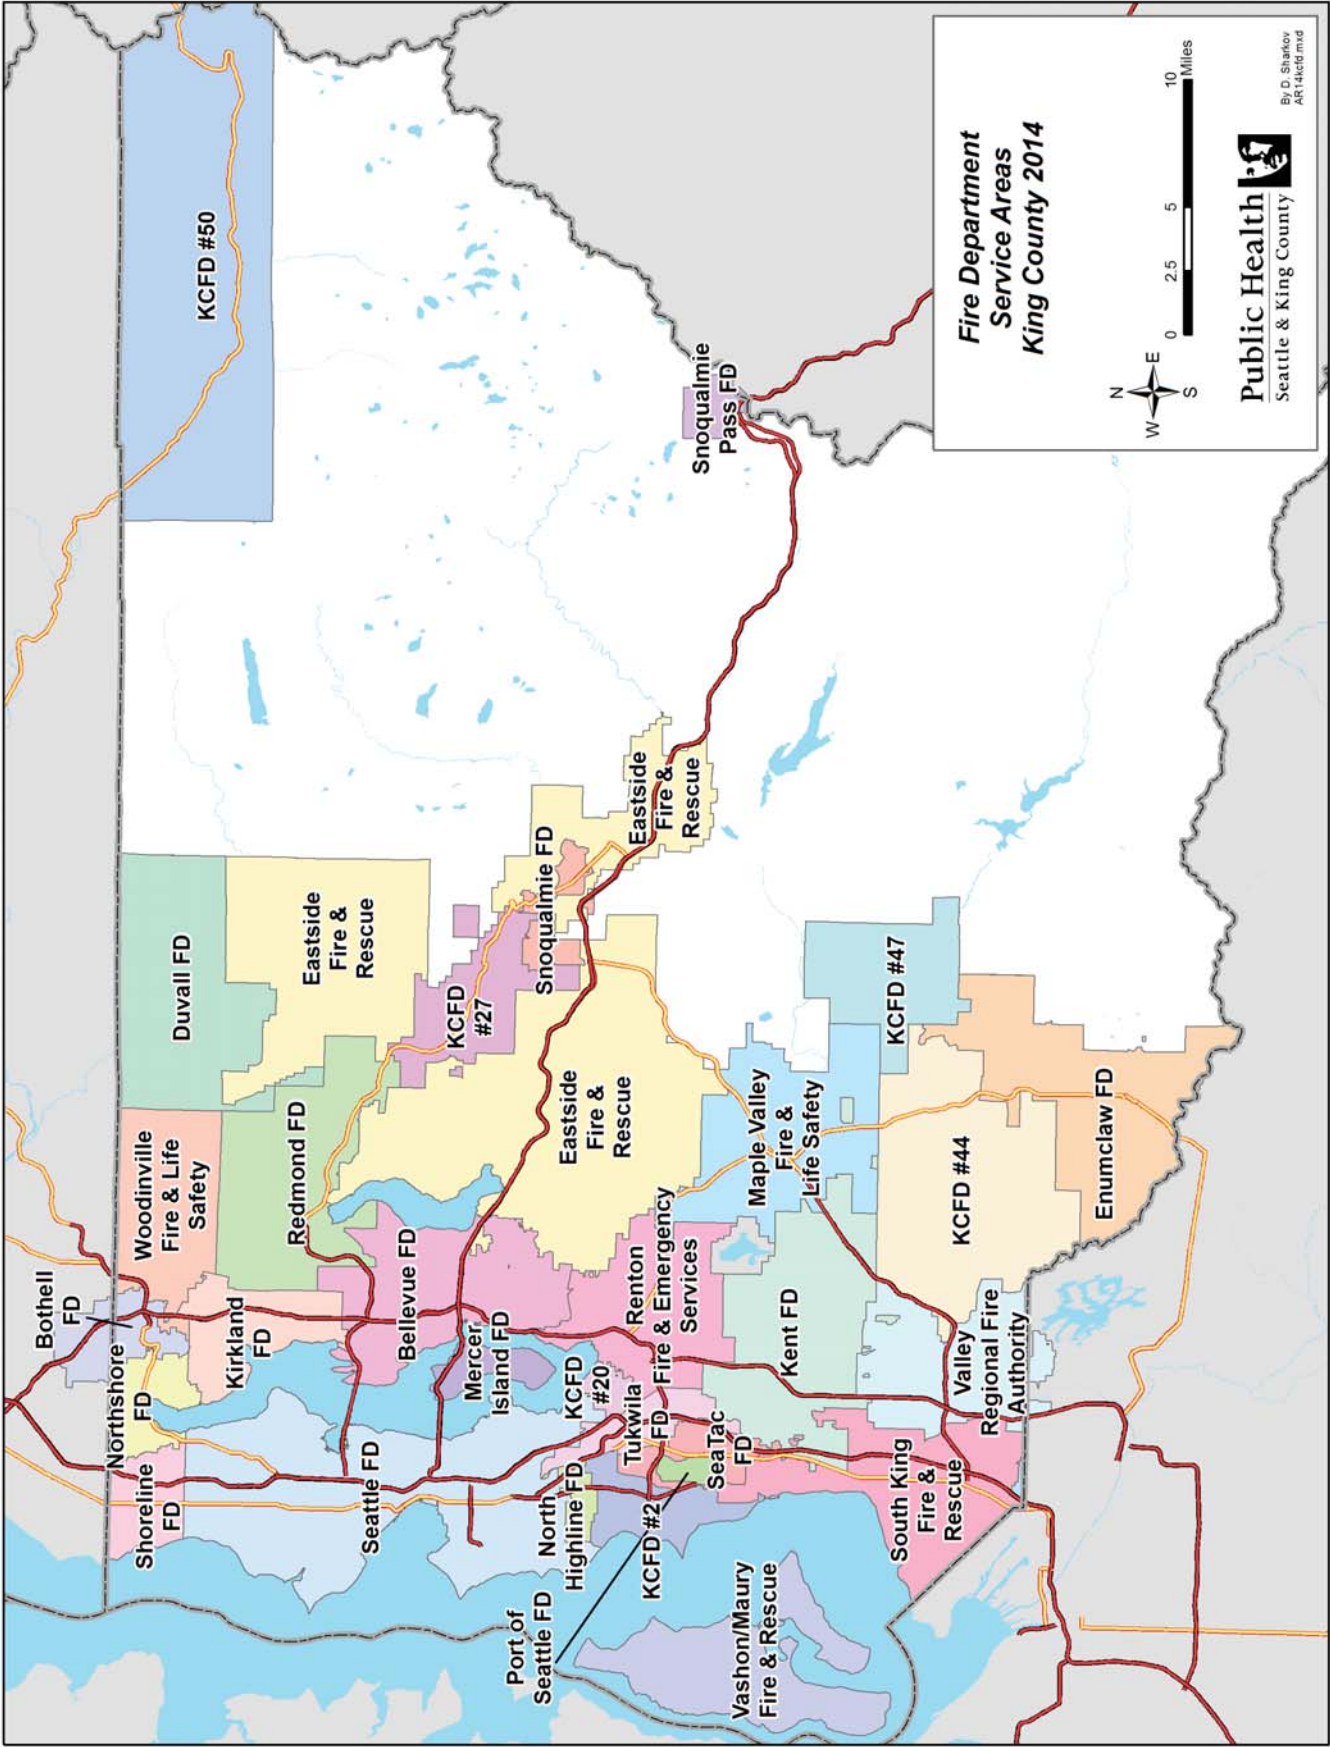 Fire Department
Service Areas
King County 2014
N
W
E
S
0
2.5
5
10
Miles
Public Health
Seattle & King County
By D. Sharkov
AR14kcfd.mxd
Bothell
FD
Northshore
FD
Shoreline
FD
Woodinville
Fire & Life
Safety
Duvall FD
KCFD #50
Kirkland
FD
Redmond FD
Eastside
Fire &
Rescue
Seattle FD
Bellevue FD
KCFD
#27
Mercer
Island FD
Snoqualmie FD
Eastside
Fire &
Rescue
Eastside
Fire &
Rescue
Snoqualmie
Pass FD
Port of
Seattle FD
North
Highline FD
KCFD
#20
Tukwila
FD
KCFD #2
SeaTac
FD
Renton
Fire & Emergency
Services
Maple Valley
Fire &
Life Safety
Vashon/Maury
Fire & Rescue
Kent FD
KCFD #47
South King
Fire &
Rescue
Valley
Regional Fire
Authority
KCFD #44
Enumclaw FD